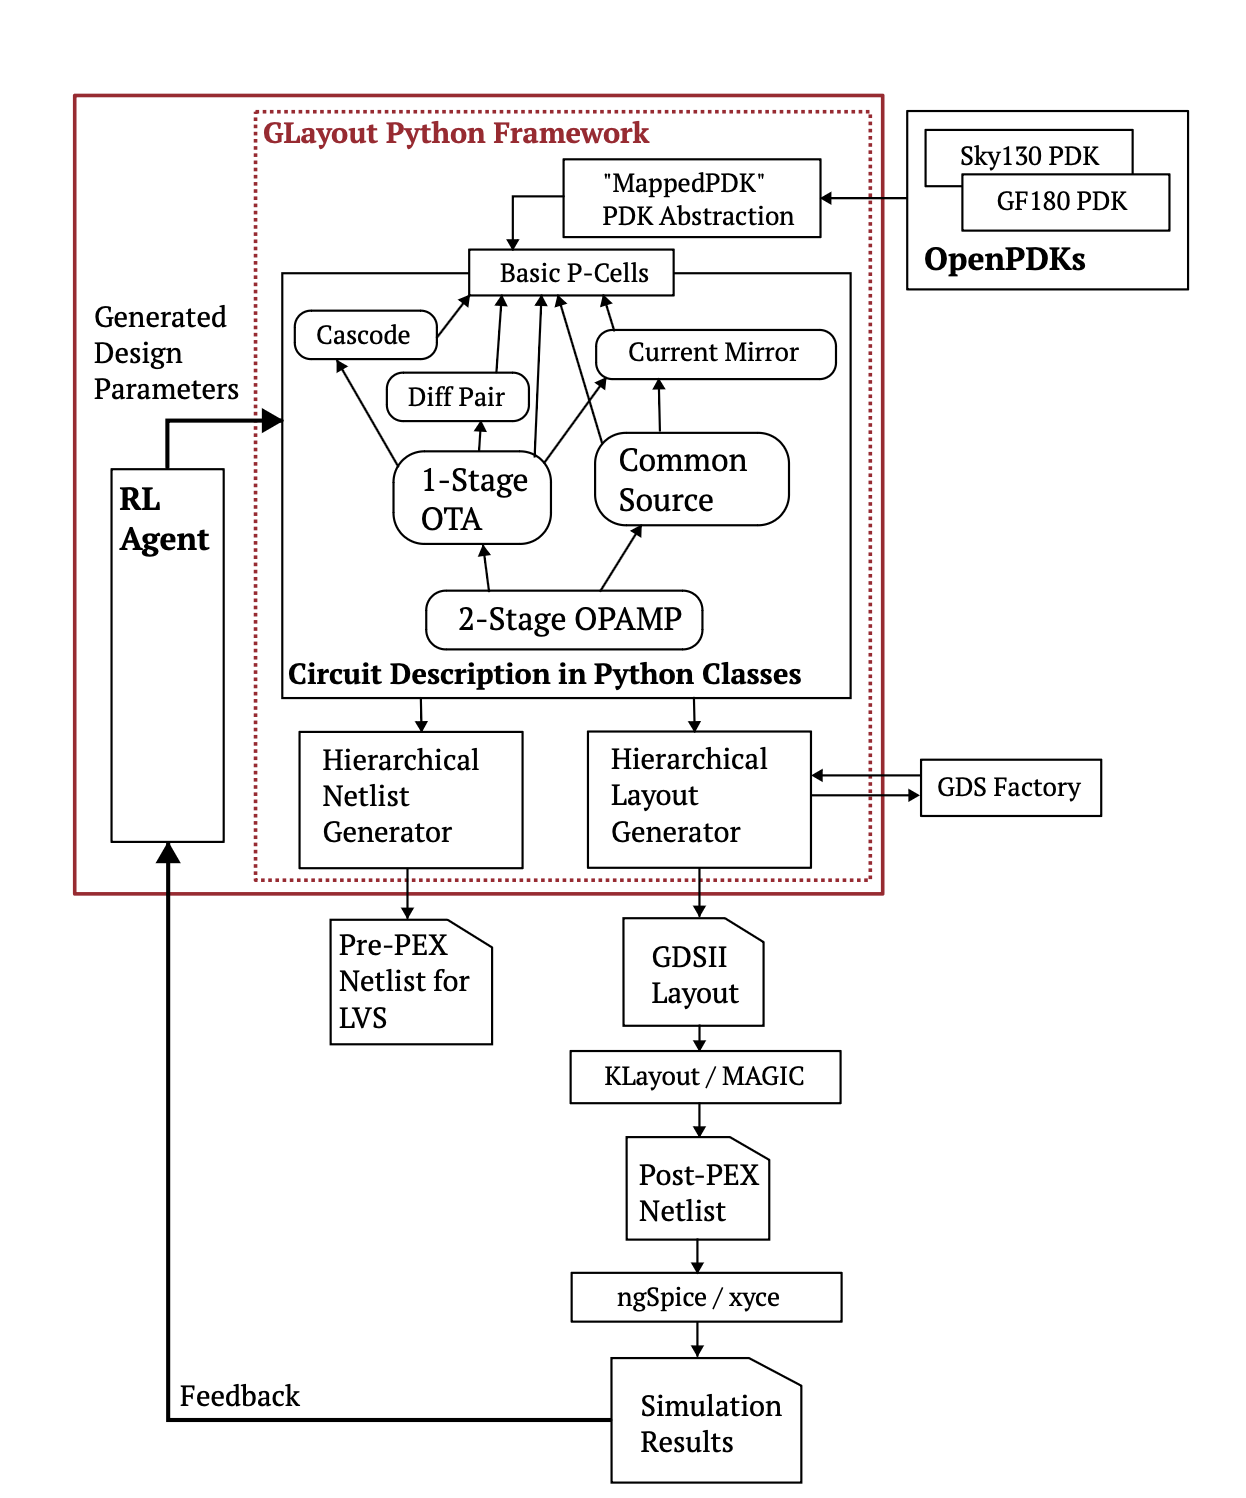 GLayout Python Framework
"MappedPDK"
PDK Abstraction
Sky130 PDK
GF180 PDK
OpenPDKs
Basic P-Cells
Generated
Design
Parameters
Cascode
Current Mirror
Diff Pair
Common
Source
1-Stage
OTA
RL
Agent
2-Stage OPAMP
Circuit Description in Python Classes
Hierarchical
Netlist
Generator
Hierarchical
Layout
Generator
GDS Factory
Pre-PEX
Netlist for
LVS
GDSII
Layout
KLayout / MAGIC
Post-PEX
Netlist
ngSpice / xyce
Feedback
Simulation
Results